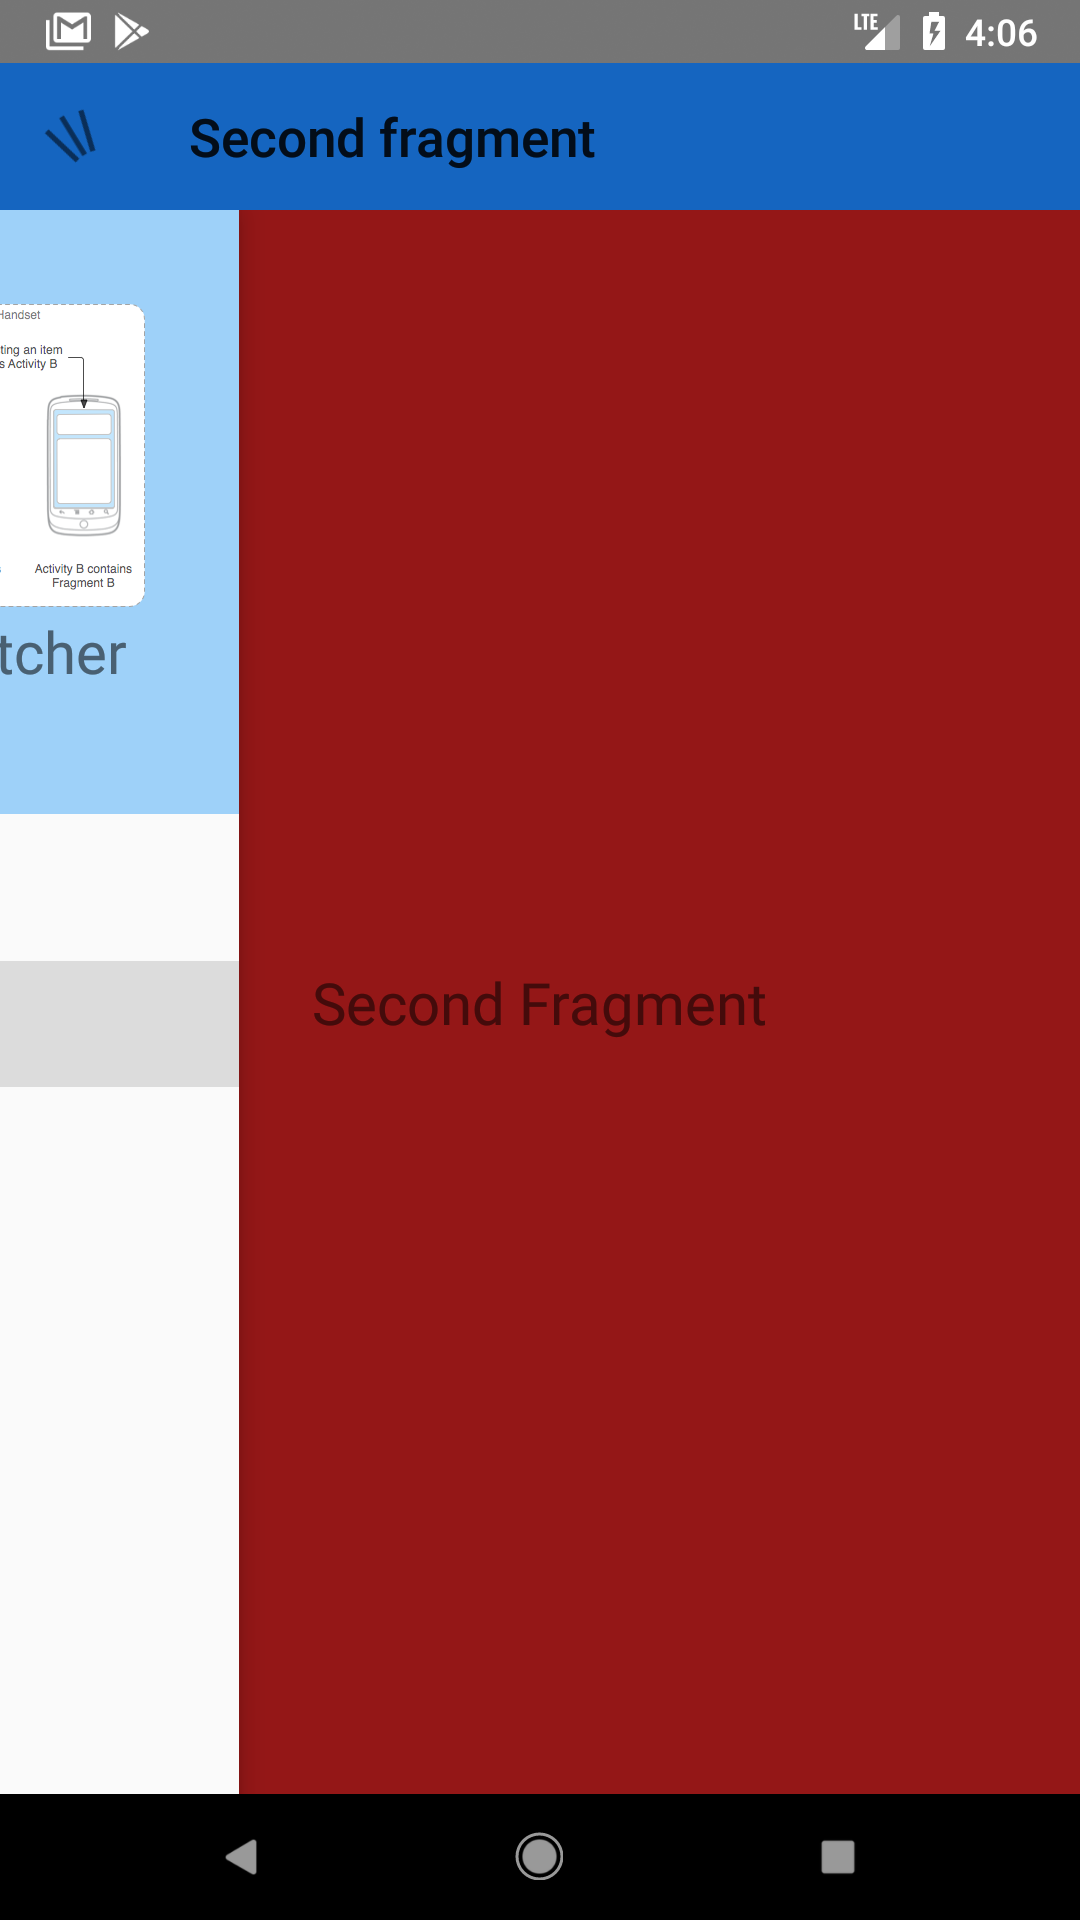 LTE 4:06
Second fragment
Handset
ting an item
s Activity B
Activity B contains
Fragment B
tcher
Second Fragment